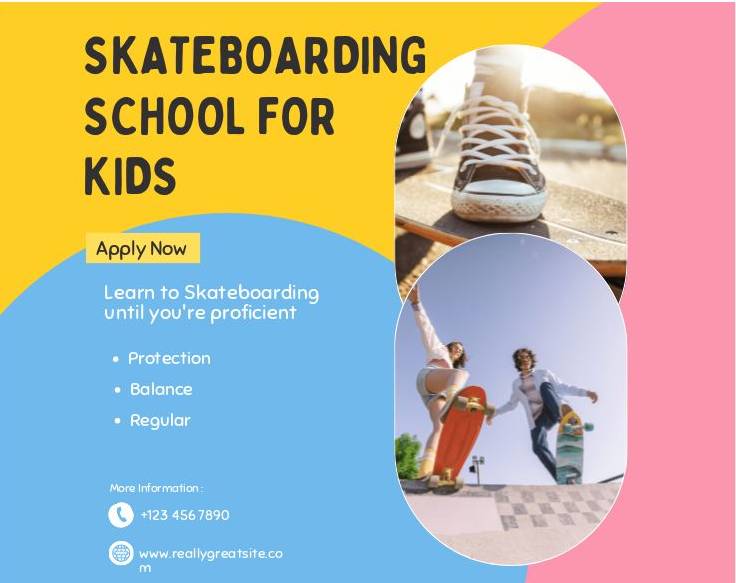 SKATEBOARDING
SCHOOL FOR
KIDS
Apply Now
Learn to Skateboarding
until you're proficient
• Protection
• Balance
• Regular
More Information :
+123 456 7890
www.reallygreatsite.co
m